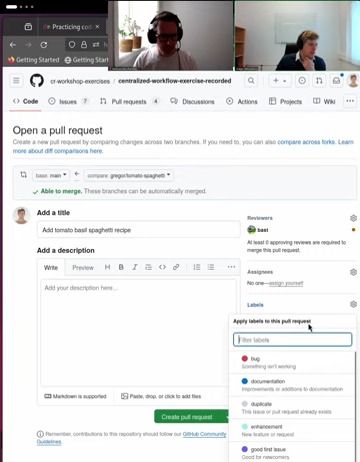 Practicing cod
Getting Started
Getting Start
cr-workshop-exercises / centralized-workflow-exercise-recorded
Code
Issues 7
Pull requests 4
Discussions
Actions
Projects
Wiki
Open a pull request
Create a new pull request by comparing changes across two branches. If you need to, you can also compare across forks. Learn
more about diff comparisons here.
base: main
compare: gregor/tomato-spaghetti
Able to merge. These branches can be automatically merged.
Add a title
Add tomato basil spaghetti recipe
Add a description
Write
Preview
H B I
Add your description here...
Markdown is supported
Paste, drop, or click to add files
Create pull request
Remember, contributions to this repository should follow our GitHub Community
Guidelines.
Reviewers
bast
At least 0 approving reviews are required to
merge this pull request.
Assignees
No one—assign yourself
Labels
Apply labels to this pull request
Filter labels
bug
Something isn't working
documentation
Improvements or additions to documentation
duplicate
This issue or pull request already exists
enhancement
New feature or request
good first issue
Good for newcomers